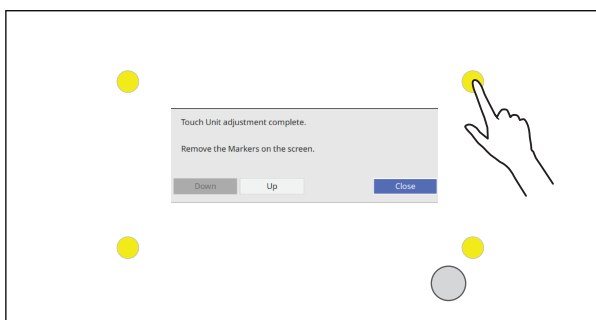 Touch Unit adjustment complete.
Remove the Markers on the screen.
Down Up Close